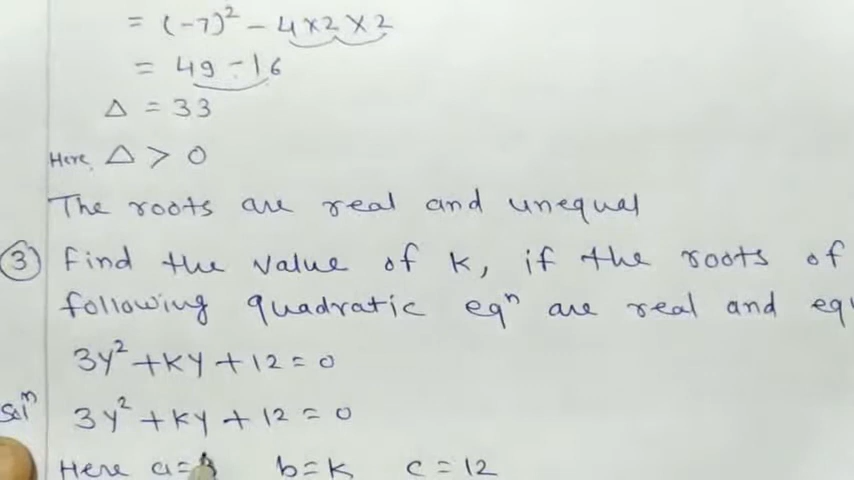 = (-7)² - 4×2×2
= 49 - 16
△ = 33
Here, △ > 0
The roots are real and unequal
③ Find the value of k, if the roots of
following quadratic eqⁿ are real and
3y² + ky + 12 = 0
Solⁿ 3y² + ky + 12 = 0
Here a = b = k c = 12